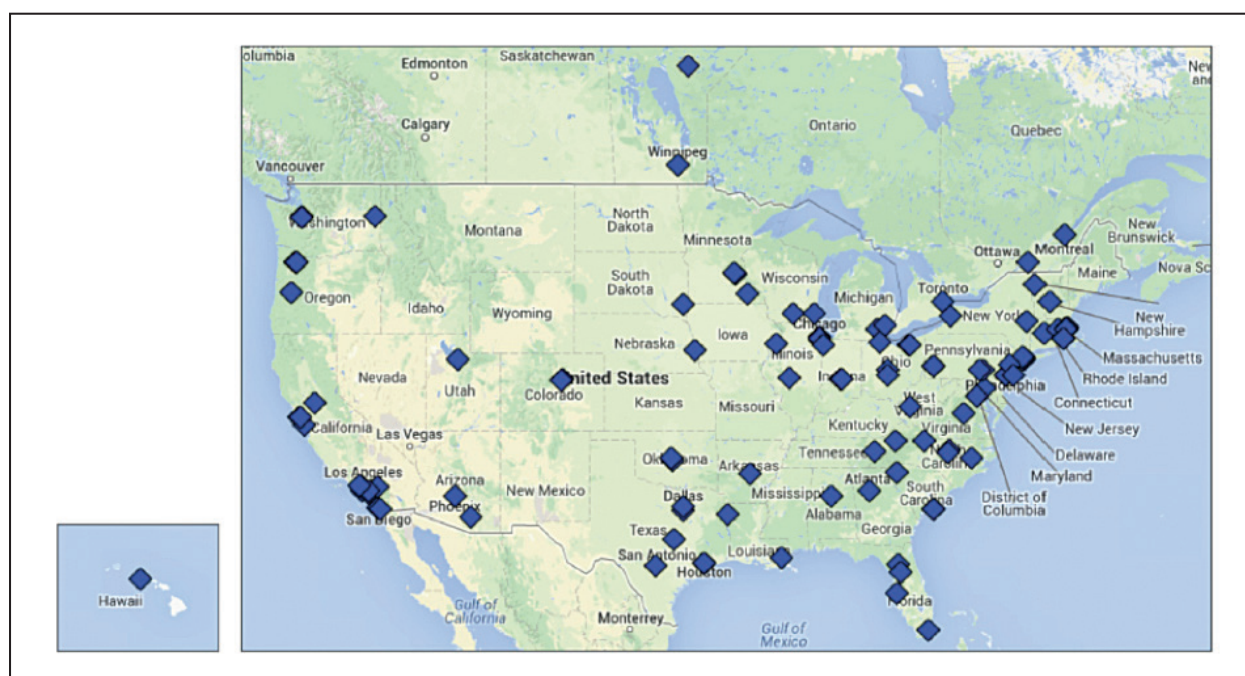 olumbia
Edmonton
Saskatchewan
New
an
Calgary
Ontario
Quebec
Vancouver
Winnipeg
Washington
North
Dakota
Montana
Minnesota
Ottawa
Montreal
New
Brunswick
Maine
Nova Sc
South
Dakota
Wisconsin
Michigan
Toronto
Oregon
Idaho
Wyoming
New York
New
Hampshire
Iowa
Chicago
Nebraska
Illinois
Ohio
Pennsylvania
Massachusetts
Rhode Island
Nevada
Utah
Colorado
United States
Indiana
Philadelphia
Connecticut
Kansas
Missouri
West
Virginia
New Jersey
California
Las Vegas
Kentucky
Virginia
Delaware
Oklahoma
Tennessee
North
Carolina
Maryland
Los Angeles
Arizona
New Mexico
Arkansas
Atlanta
South
Carolina
District of
Columbia
Phoenix
Dallas
Mississippi
Alabama
San Diego
Georgia
Texas
San Antonio
Louisiana
Houston
Hawaii
Gulf of
California
Monterrey
Gulf of
Mexico
Florida